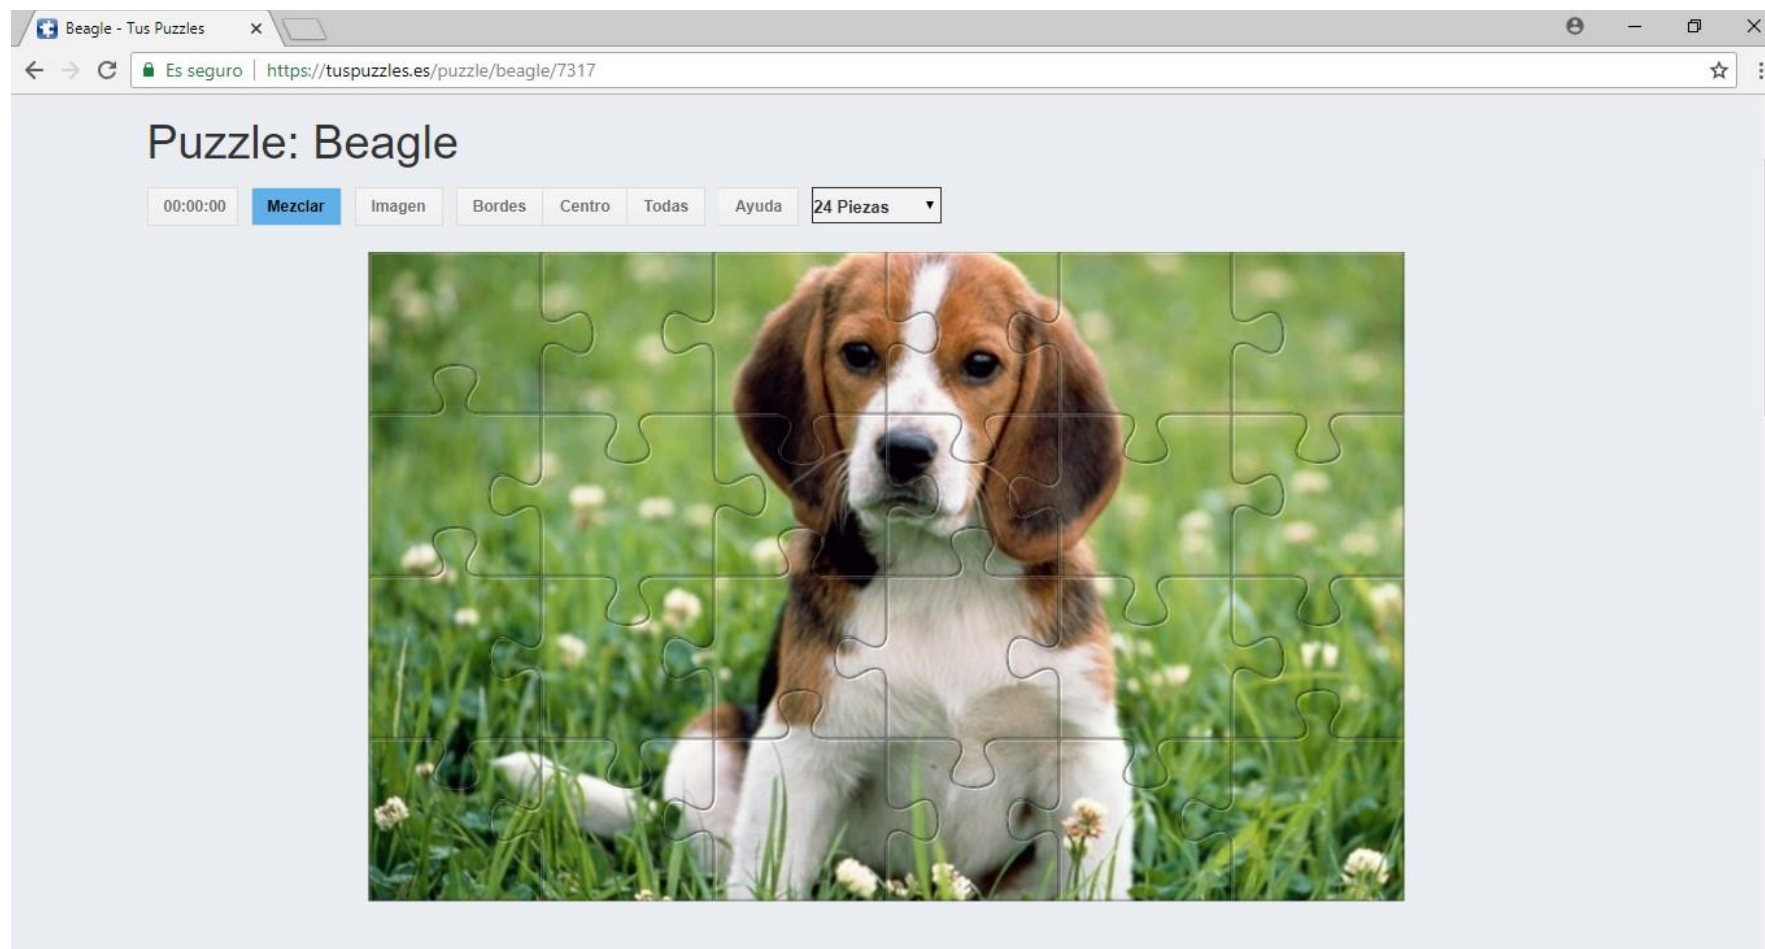 Beagle - Tus Puzzles
Es seguro https://tuspuzzles.es/puzzle/beagle/7317
Puzzle: Beagle
00:00:00 Mezclar Imagen Bordes Centro Todas Ayuda 24 Piezas